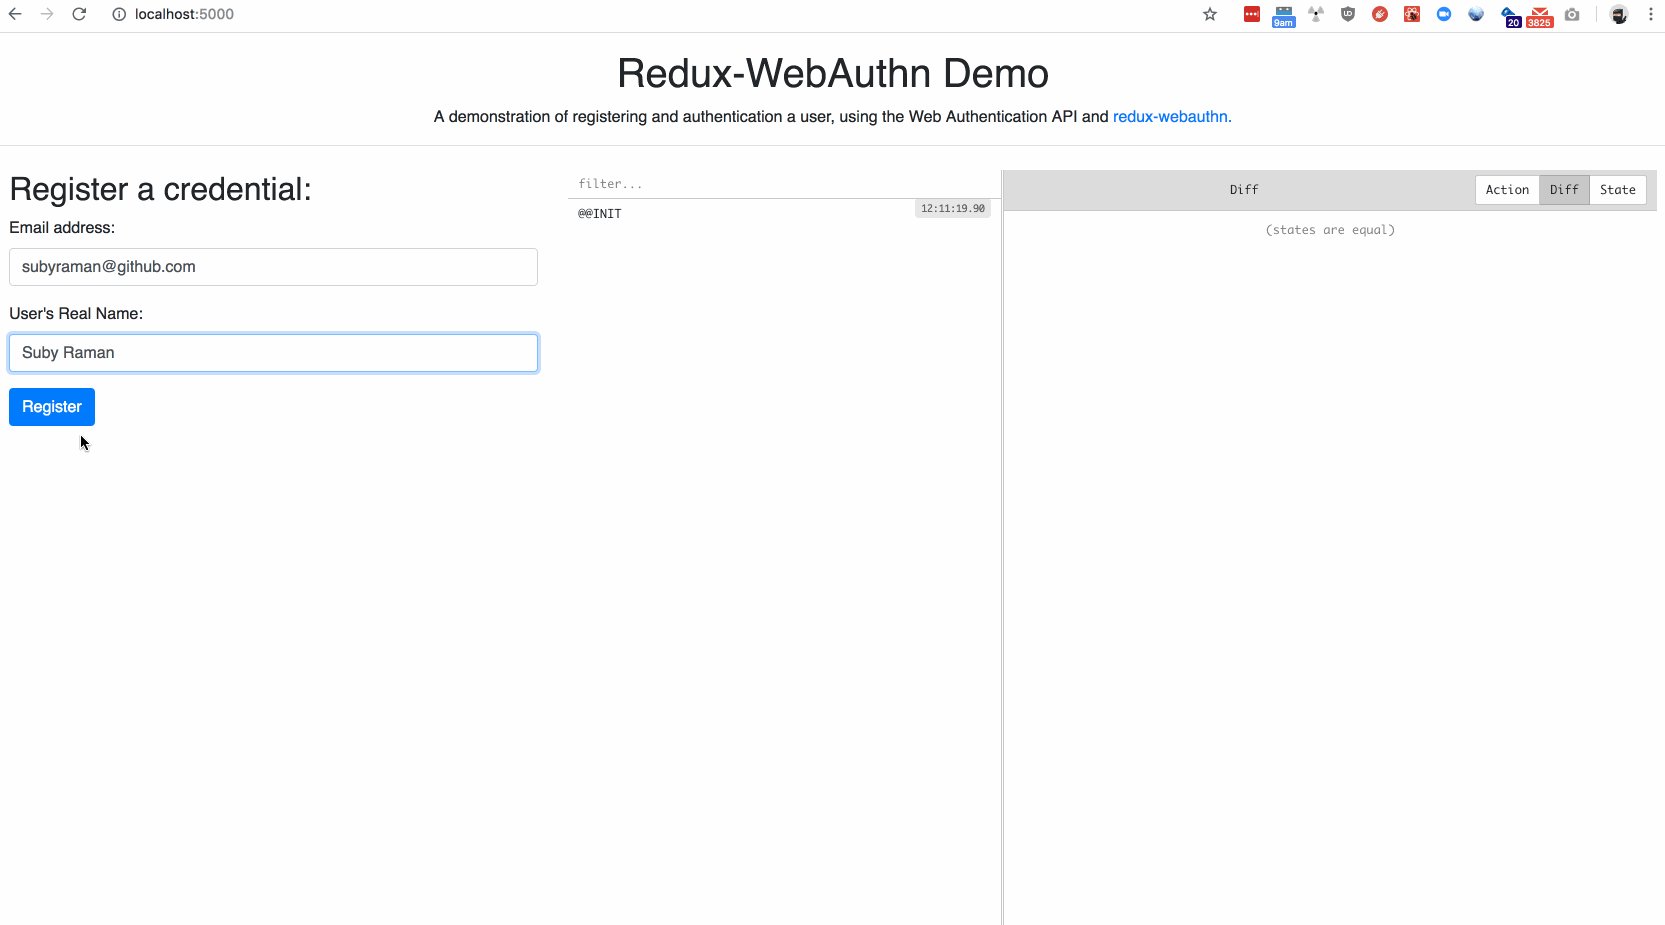 localhost:5000
9am
20
3825
Redux-WebAuthn Demo
A demonstration of registering and authentication a user, using the Web Authentication API and redux-webauthn.
Register a credential:
Email address:
subyraman@github.com
User's Real Name:
Suby Raman
Register
filter...
@@INIT
12:11:19.90
Diff
Action
Diff
State
(states are equal)